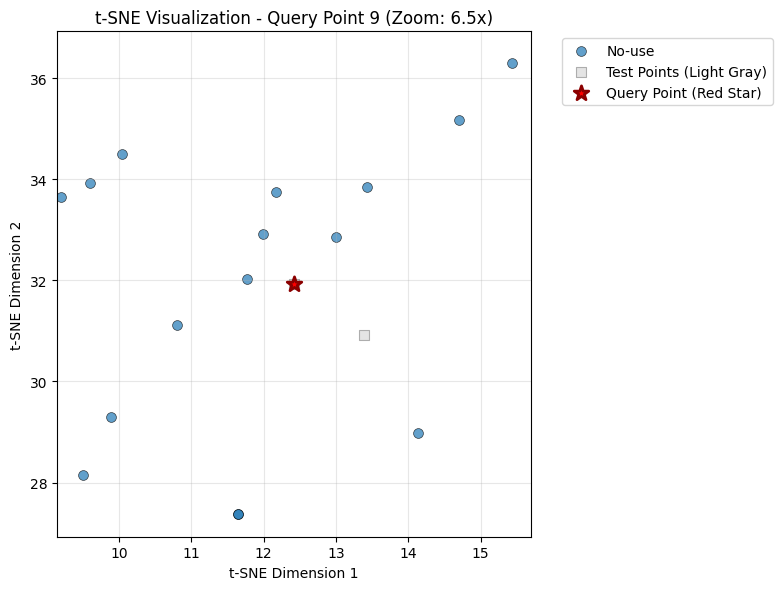 t-SNE Visualization - Query Point 9 (Zoom: 6.5x)
No-use
Test Points (Light Gray)
Query Point (Red Star)
36
34
32
30
28
t-SNE Dimension 2
10 11 12 13 14 15
t-SNE Dimension 1